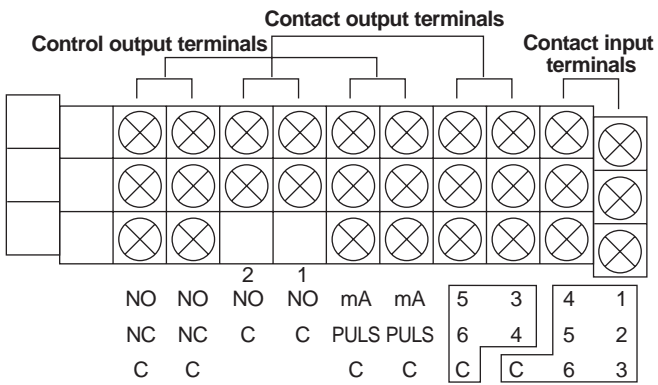 Contact output terminals
Control output terminals
Contact input
terminals
2 1
NO NO NO NO mA mA 5 3 4 1
NC NC C C PULS PULS 6 4 5 2
C C C C C C 6 3